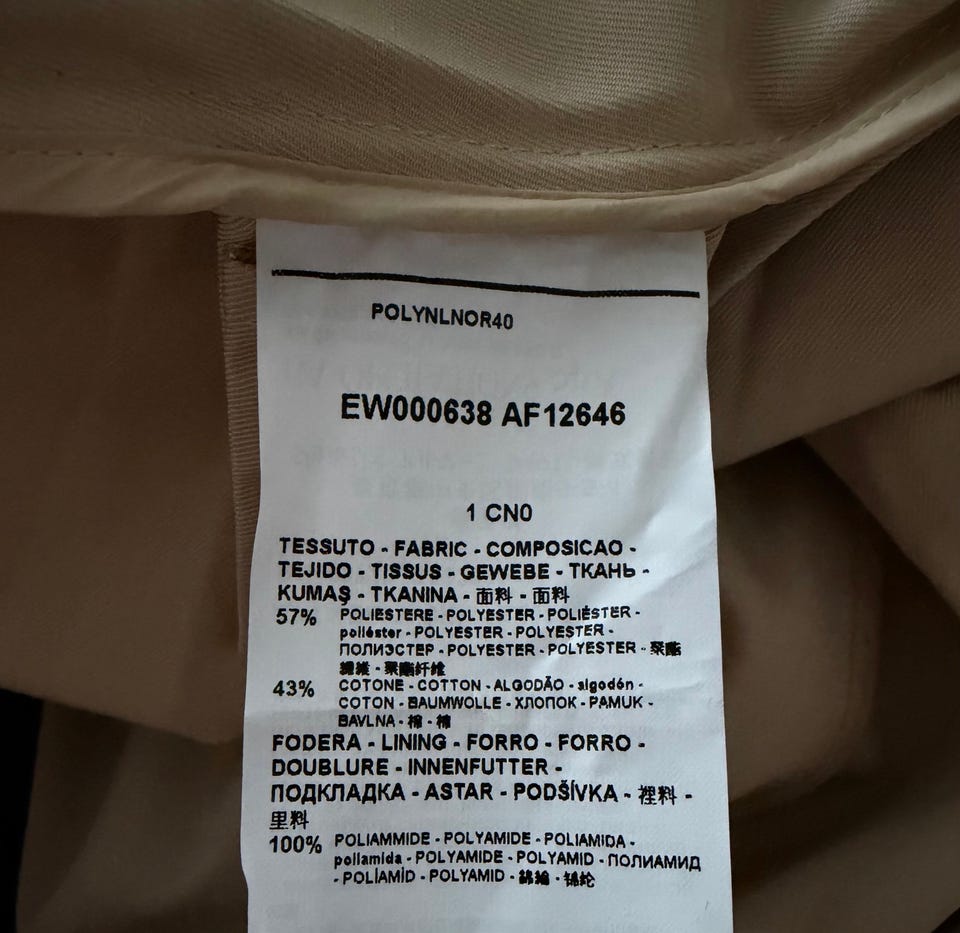 POLYNLNOR40
EW000638 AF12646
1 CN0
TESSUTO - FABRIC - COMPOSICAO -
TEJIDO - TISSUS - GEWEBE - ТКАНЬ -
KUMAŞ - TKANINA - 面料 - 面料
57% POLIESTERE - POLYESTER - POLIÉSTER -
poliéster - POLYESTER - POLYESTER -
ПОЛИЭСТЕР - POLYESTER - POLYESTER - 聚酯
纖維 - 聚酯纤维
43% COTONE - COTTON - ALGODÃO - algodón -
COTON - BAUMWOLLE - ХЛОПОК - PAMUK -
BAVLNA - 棉 - 棉
FODERA - LINING - FORRO - FORRO -
DOUBLURE - INNENFUTTER -
ПОДКЛАДКА - ASTAR - PODŠÍVKA - 裡料 -
里料
100% POLIAMMIDE - POLYAMIDE - POLIAMIDA -
poliamida - POLYAMIDE - POLYAMID - ПОЛИАМИД
- POLİAMİD - POLYAMID - 錦綸 - 锦纶